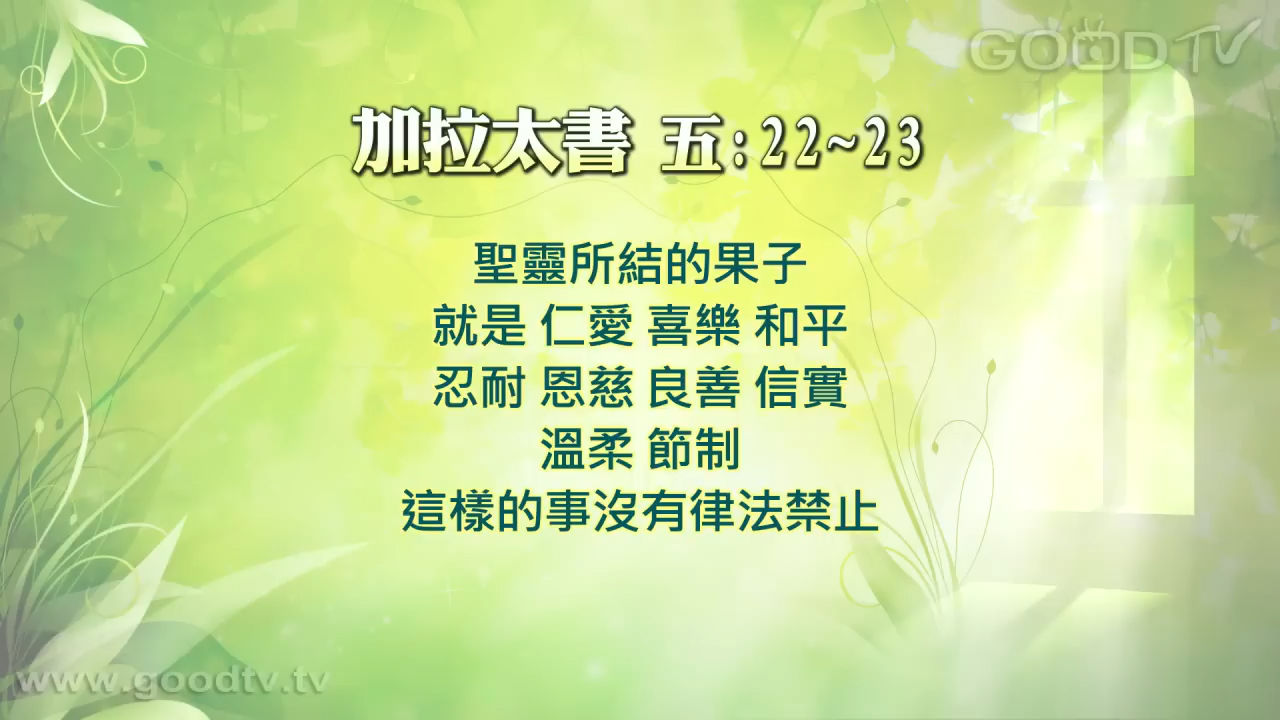 GOOD TV
加拉太書 五:22~23
聖靈所結的果子
就是 仁愛 喜樂 和平
忍耐 恩慈 良善 信實
溫柔 節制
這樣的事沒有律法禁止
www.goodtv.tv